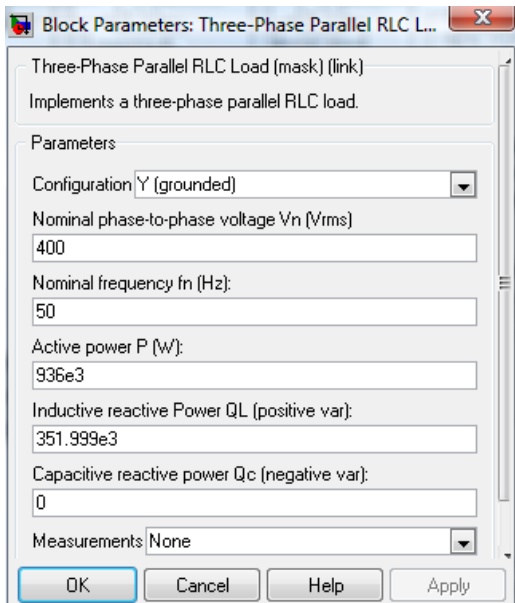 Block Parameters: Three-Phase Parallel RLC L...
Three-Phase Parallel RLC Load (mask) (link)
Implements a three-phase parallel RLC load.
Parameters
Configuration Y (grounded)
Nominal phase-to-phase voltage Vn (Vrms)
400
Nominal frequency fn (Hz):
50
Active power P (W):
936e3
Inductive reactive Power QL (positive var):
351.999e3
Capacitive reactive power Qc (negative var):
0
Measurements None
OK Cancel Help Apply